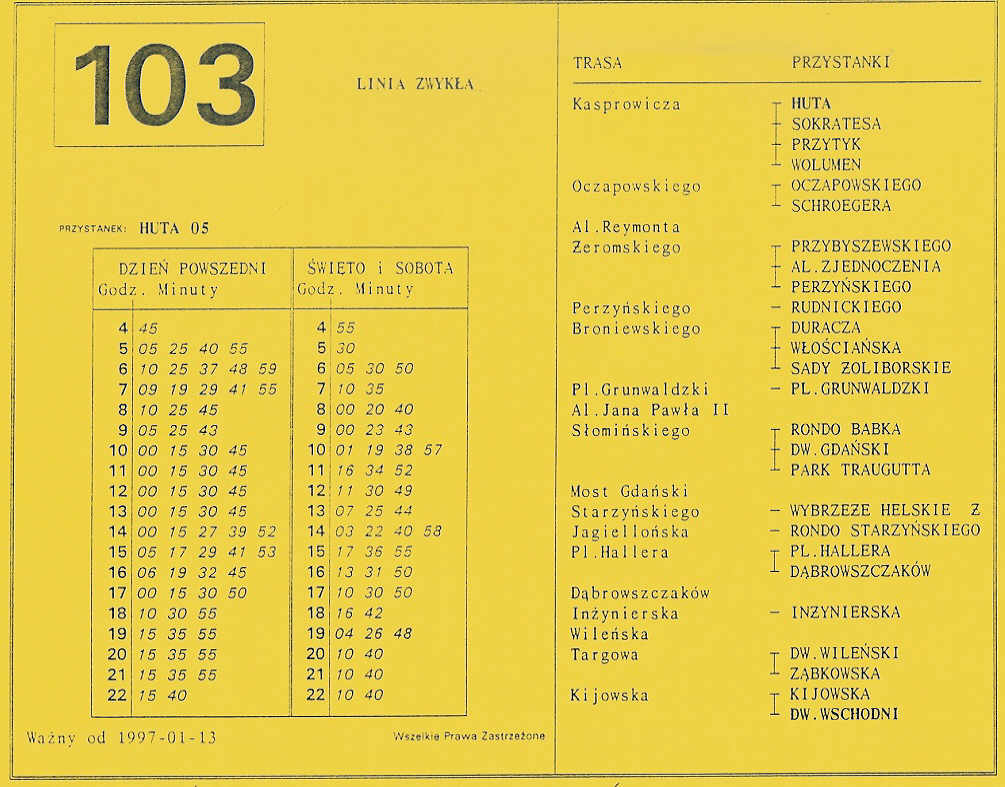 103
LINIA ZWYKŁA
PRZYSTANEK: HUTA 05
DZIEŃ POWSZEDNI
Godz. Minuty
4 45
5 05 25 40 55
6 10 25 37 48 59
7 09 19 29 41 55
8 10 25 45
9 05 25 43
10 00 15 30 45
11 00 15 30 45
12 00 15 30 45
13 00 15 30 45
14 00 15 27 39 52
15 05 17 29 41 53
16 06 19 32 45
17 00 15 30 50
18 10 30 55
19 15 35 55
20 15 35 55
21 15 35 55
22 15 40
ŚWIĘTO i SOBOTA
Godz. Minuty
4 55
5 30
6 05 30 50
7 10 35
8 00 20 40
9 00 23 43
10 01 19 38 57
11 16 34 52
12 11 30 49
13 07 25 44
14 03 22 40 58
15 17 36 55
16 13 31 50
17 10 30 50
18 16 42
19 04 26 48
20 10 40
21 10 40
22 10 40
Ważny od 1997-01-13
Wszelkie Prawa Zastrzeżone
TRASA PRZYSTANKI
Kasprowicza HUTA
SOKRATESA
PRZYTYK
WOLUMEN
Oczapowskiego OCZAPOWSKIEGO
SCHROEGERA
Al.Reymonta
Żeromskiego PRZYBYSZEWSKIEGO
AL.ZJEDNOCZENIA
PERZYŃSKIEGO
Perzyńskiego RUDNICKIEGO
Broniewskiego DURACZA
WŁOŚCIAŃSKA
SADY ŻOLIBORSKIE
Pl.Grunwaldzki PL.GRUNWALDZKI
Al.Jana Pawła II
Słomińskiego RONDO BABKA
DW.GDAŃSKI
PARK TRAUGUTTA
Most Gdański
Starzyńskiego WYBRZEŻE HELSKIE Ż
Jagiellońska RONDO STARZYŃSKIEGO
Pl.Hallera PL.HALLERA
DĄBROWSZCZAKÓW
Dąbrowszczaków
Inżynierska INŻYNIERSKA
Wileńska
Targowa DW.WILEŃSKI
ZĄBKOWSKA
Kijowska KIJOWSKA
DW.WSCHODNI